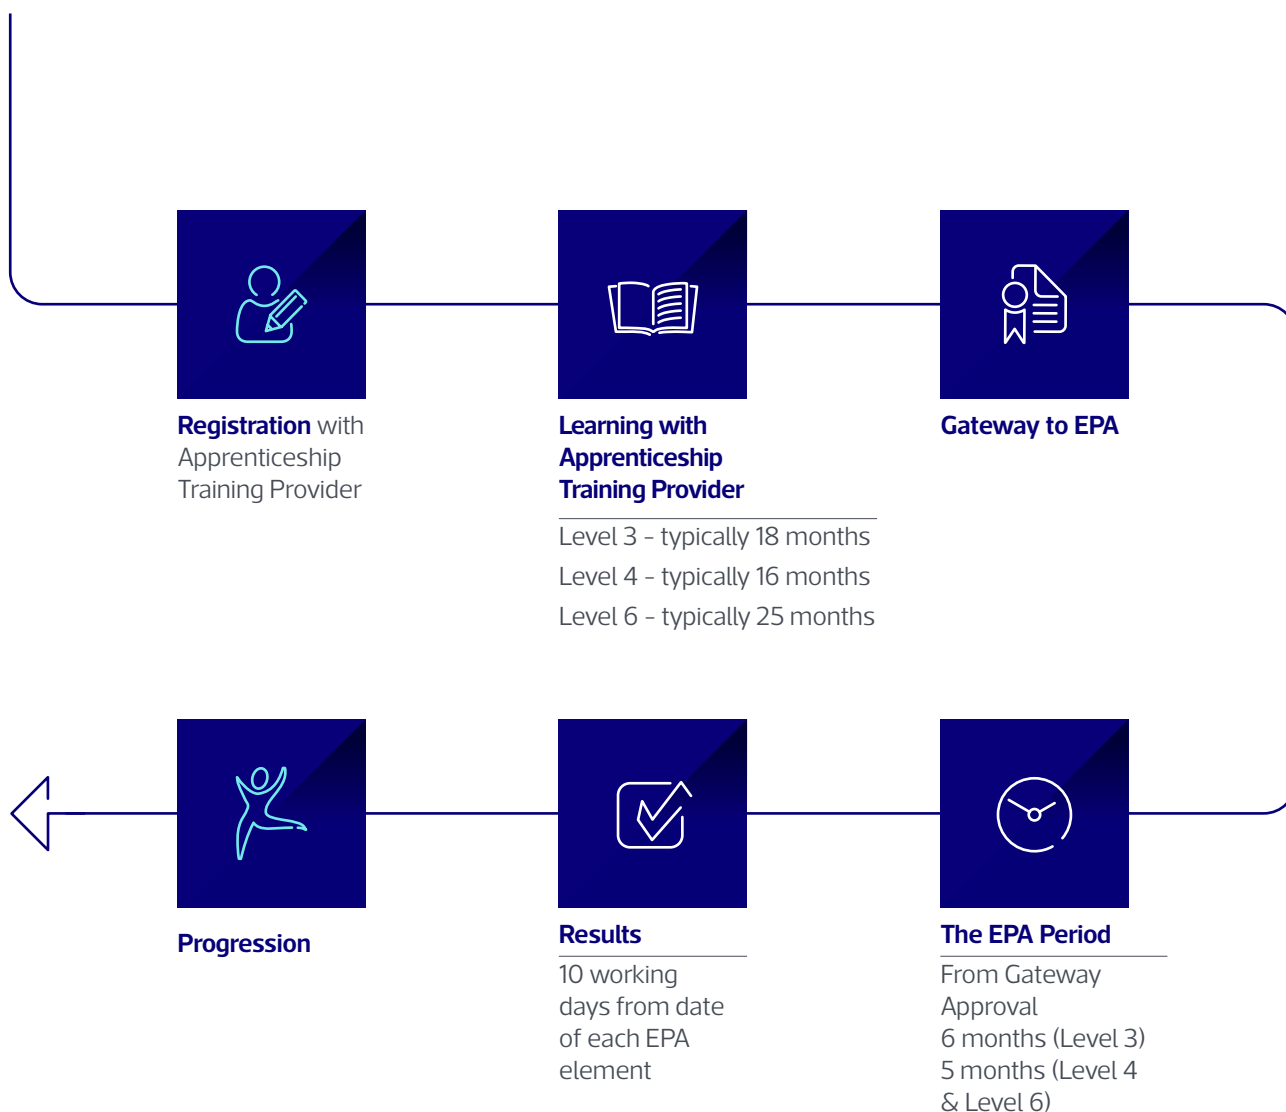 Registration with
Apprenticeship
Training Provider
Learning with
Apprenticeship
Training Provider
Level 3 – typically 18 months
Level 4 – typically 16 months
Level 6 – typically 25 months
Gateway to EPA
The EPA Period
From Gateway
Approval
6 months (Level 3)
5 months (Level 4
& Level 6)
Results
10 working
days from date
of each EPA
element
Progression